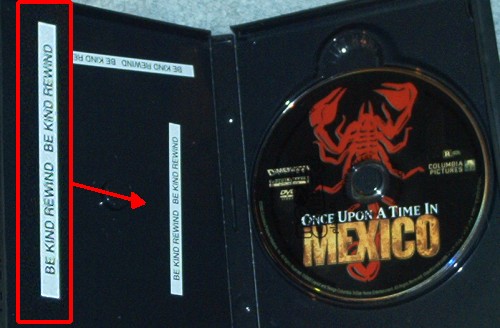 BE KIND REWIND BE KIND REWIND
BE KIND REWIND BE KIND
BE KIND REWIND BE KIND REWIND
DIMENSION
R
COLUMBIA
PICTURES
DVD
ONCE UPON A TIME IN
MEXICO